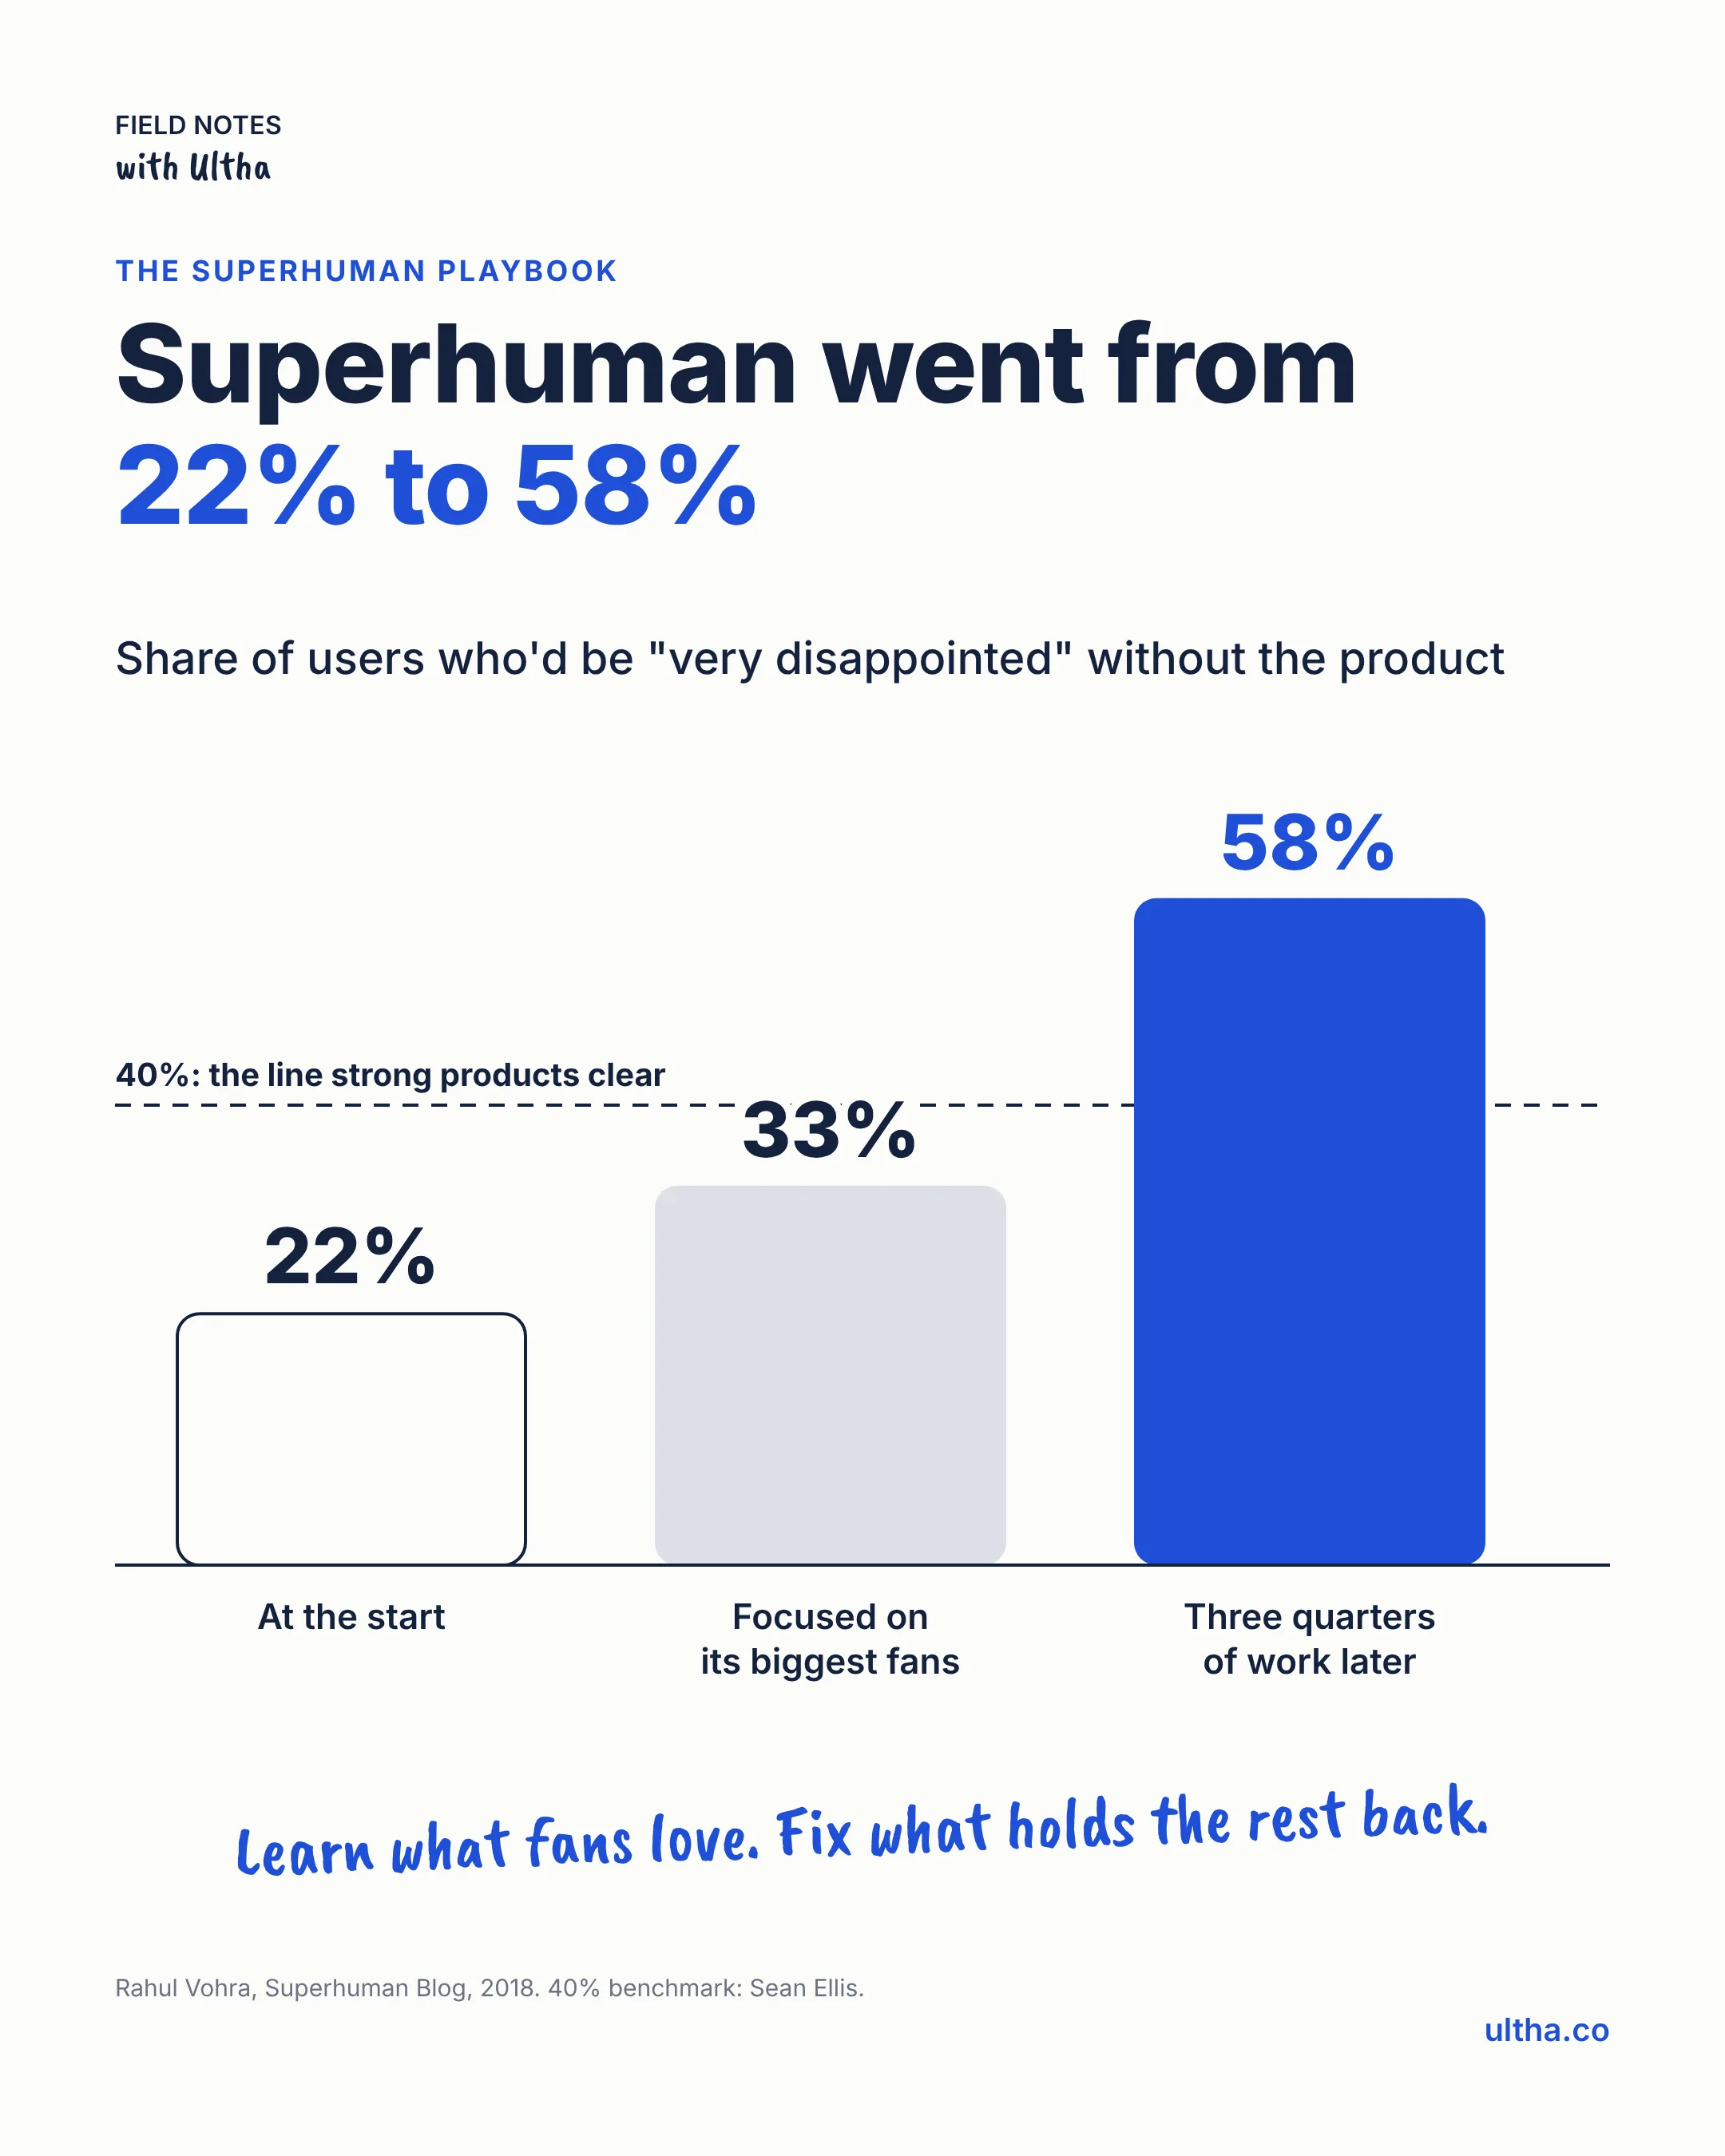 FIELD NOTES
with Ultha
THE SUPERHUMAN PLAYBOOK
Superhuman went from
22% to 58%
Share of users who'd be "very disappointed" without the product
58%
40%: the line strong products clear
33%
22%
At the start
Focused on
its biggest fans
Three quarters
of work later
Learn what fans love. Fix what holds the rest back.
Rahul Vohra, Superhuman Blog, 2018. 40% benchmark: Sean Ellis.
ultha.co